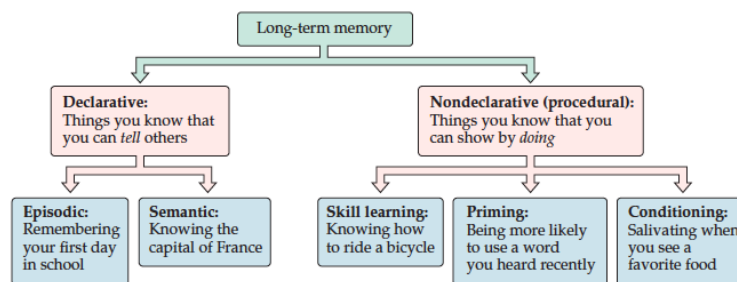 Long-term memory
Declarative:
Things you know that
you can tell others
Nondeclarative (procedural):
Things you know that you
can show by doing
Episodic:
Remembering
your first day
in school
Semantic:
Knowing the
capital of France
Skill learning:
Knowing how
to ride a bicycle
Priming:
Being more likely
to use a word
you heard recently
Conditioning:
Salivating when
you see a
favorite food